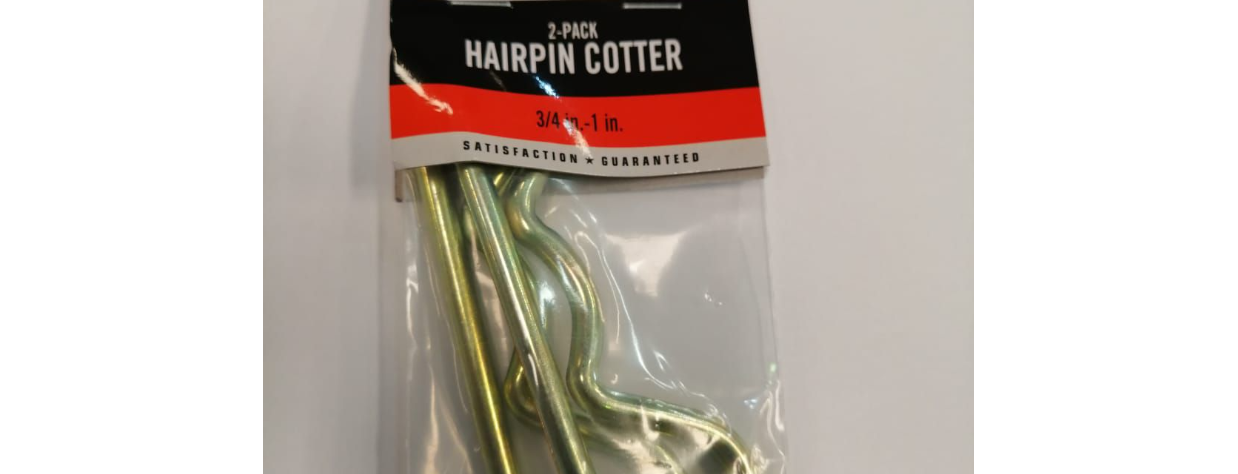 2-PACK
HAIRPIN COTTER
3/4 in.-1 in.
SATISFACTION ★ GUARANTEED